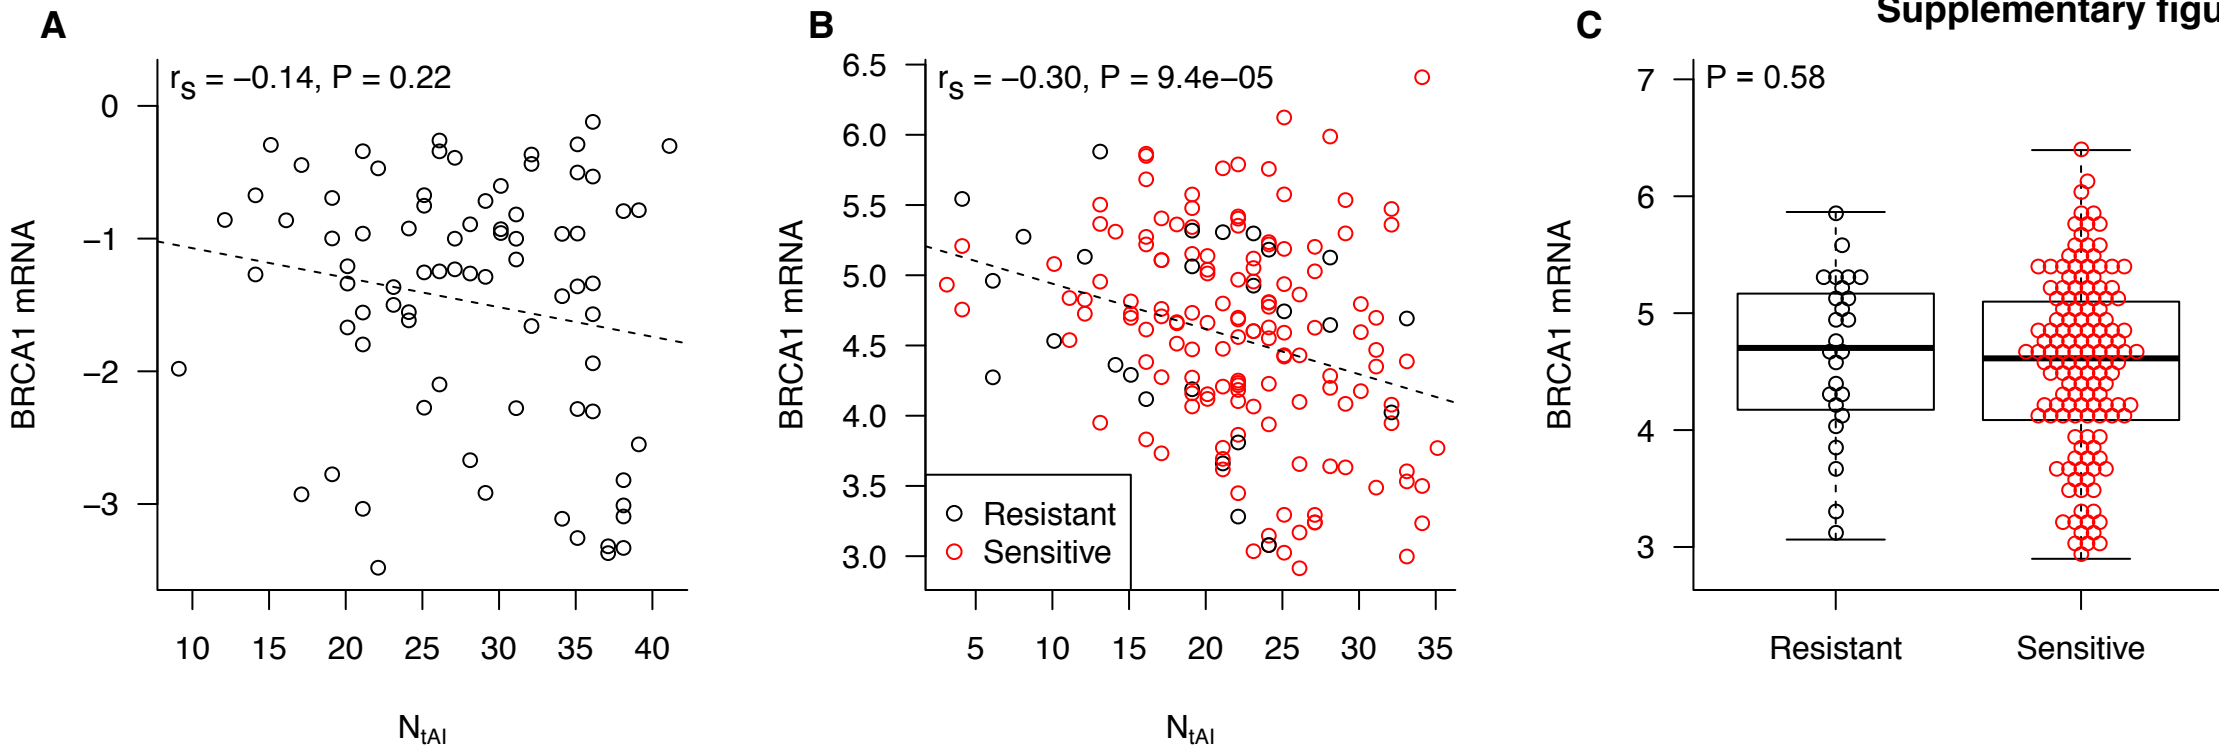 Supplementary figu
A
rS = −0.14, P = 0.22
BRCA1 mRNA
0
−1
−2
−3
10 15 20 25 30 35 40
NtAI
B
rS = −0.30, P = 9.4e−05
BRCA1 mRNA
6.5
6.0
5.5
5.0
4.5
4.0
3.5
3.0
Resistant
Sensitive
5 10 15 20 25 30 35
NtAI
C
P = 0.58
BRCA1 mRNA
7
6
5
4
3
Resistant Sensitive